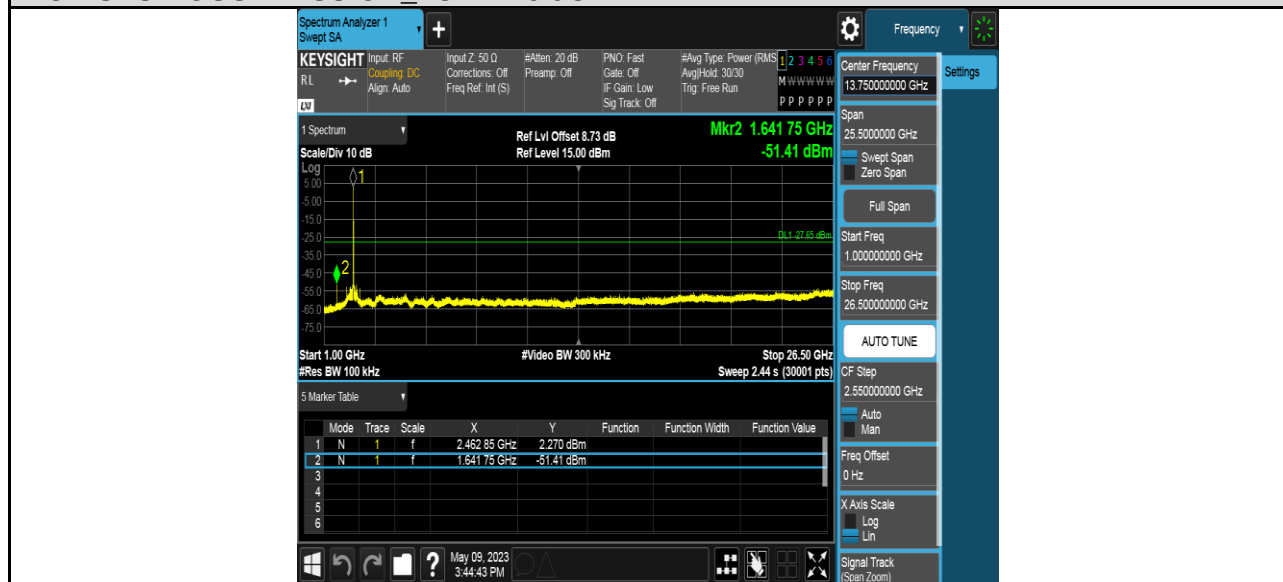 Spectrum Analyzer 1
Swept SA
+
Frequency
KEYSIGHT
RL
LXI
Input: RF
Coupling: DC
Align: Auto
Input Z: 50 Ω
Corrections: Off
Freq Ref: Int (S)
#Atten: 20 dB
Preamp: Off
PNO: Fast
Gate: Off
IF Gain: Low
Sig Track: Off
#Avg Type: Power (RMS
Avg|Hold: 30/30
Trig: Free Run
1 2 3 4 5 6
M W W W W W
P P P P P P
1 Spectrum
Scale/Div 10 dB
Ref Lvl Offset 8.73 dB
Ref Level 15.00 dBm
Mkr2 1.641 75 GHz
-51.41 dBm
Log
5.00
-5.00
-15.0
-25.0
-35.0
-45.0
-55.0
-65.0
-75.0
1
2
DL1 -27.65 dBm
Start 1.00 GHz
#Res BW 100 kHz
#Video BW 300 kHz
Stop 26.50 GHz
Sweep 2.44 s (30001 pts)
5 Marker Table
Mode Trace Scale X Y Function Function Width Function Value
1 N 1 f 2.462 85 GHz 2.270 dBm
2 N 1 f 1.641 75 GHz -51.41 dBm
3
4
5
6
?
May 09, 2023
3:44:43 PM
Center Frequency
13.750000000 GHz
Settings
Span
25.5000000 GHz
Swept Span
Zero Span
Full Span
Start Freq
1.000000000 GHz
Stop Freq
26.500000000 GHz
AUTO TUNE
CF Step
2.550000000 GHz
Auto
Man
Freq Offset
0 Hz
X Axis Scale
Log
Lin
Signal Track
(Span Zoom)